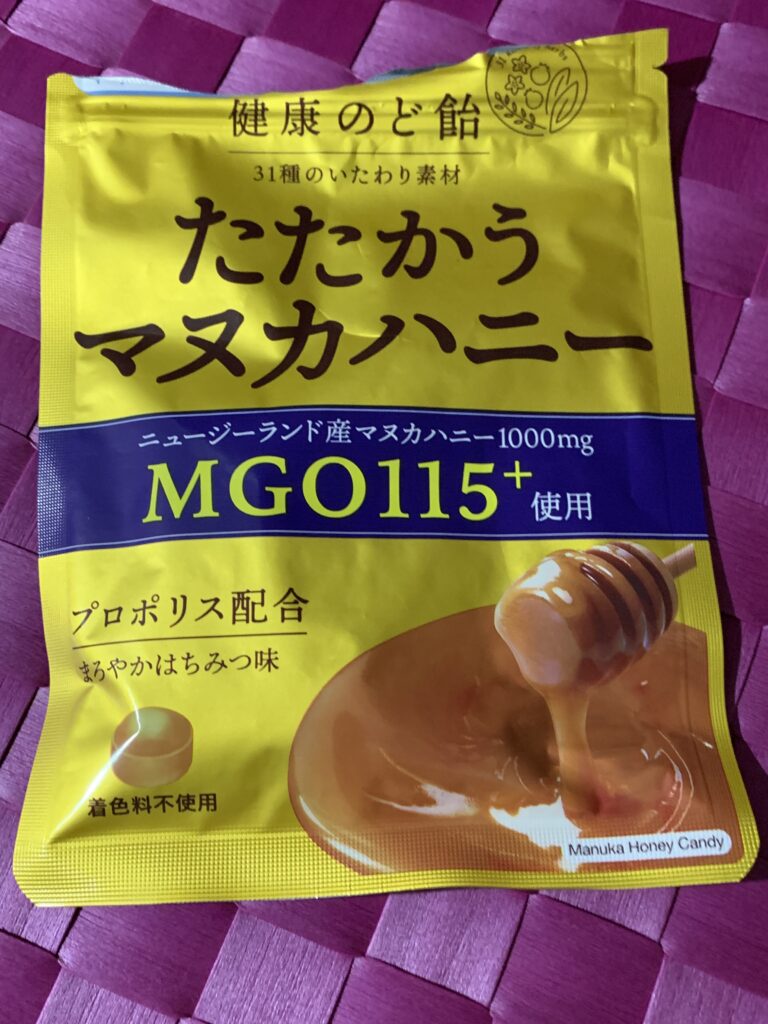 健康のど飴
31種のいたわり素材
たたかう
マヌカハニー
ニュージーランド産マヌカハニー1000mg
MGO115+使用
プロポリス配合
まろやかはちみつ味
着色料不使用
Manuka Honey Candy